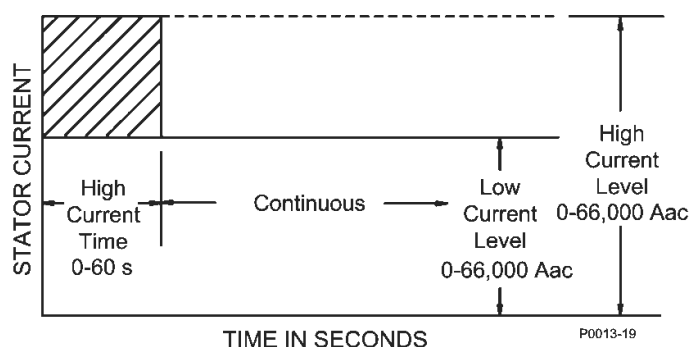 STATOR CURRENT
High
Current
Time
0-60 s
Continuous
Low
Current
Level
0-66,000 Aac
High
Current
Level
0-66,000 Aac
TIME IN SECONDS
P0013-19